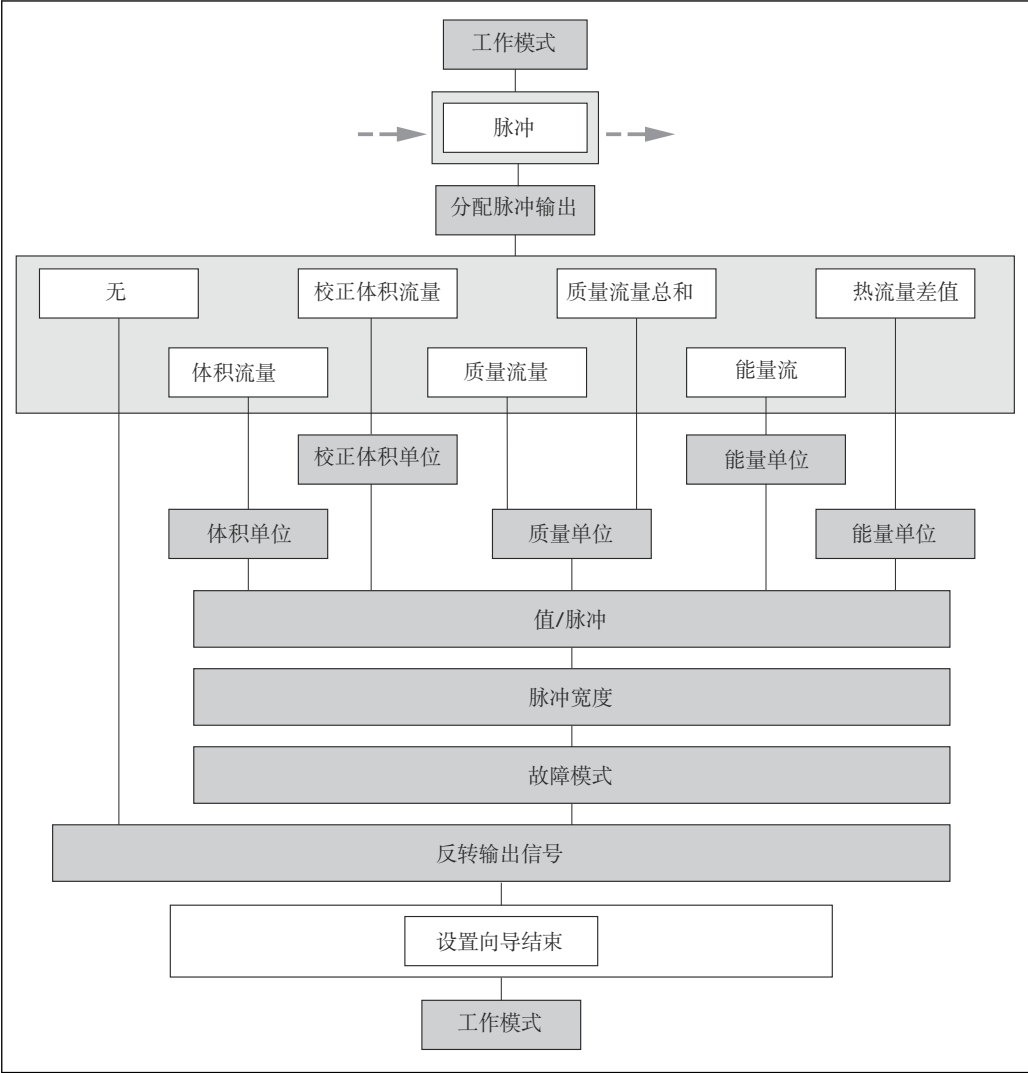 工作模式
脉冲
分配脉冲输出
无
校正体积流量
质量流量总和
热流量差值
体积流量
质量流量
能量流
校正体积单位
能量单位
体积单位
质量单位
能量单位
值/脉冲
脉冲宽度
故障模式
反转输出信号
设置向导结束
工作模式